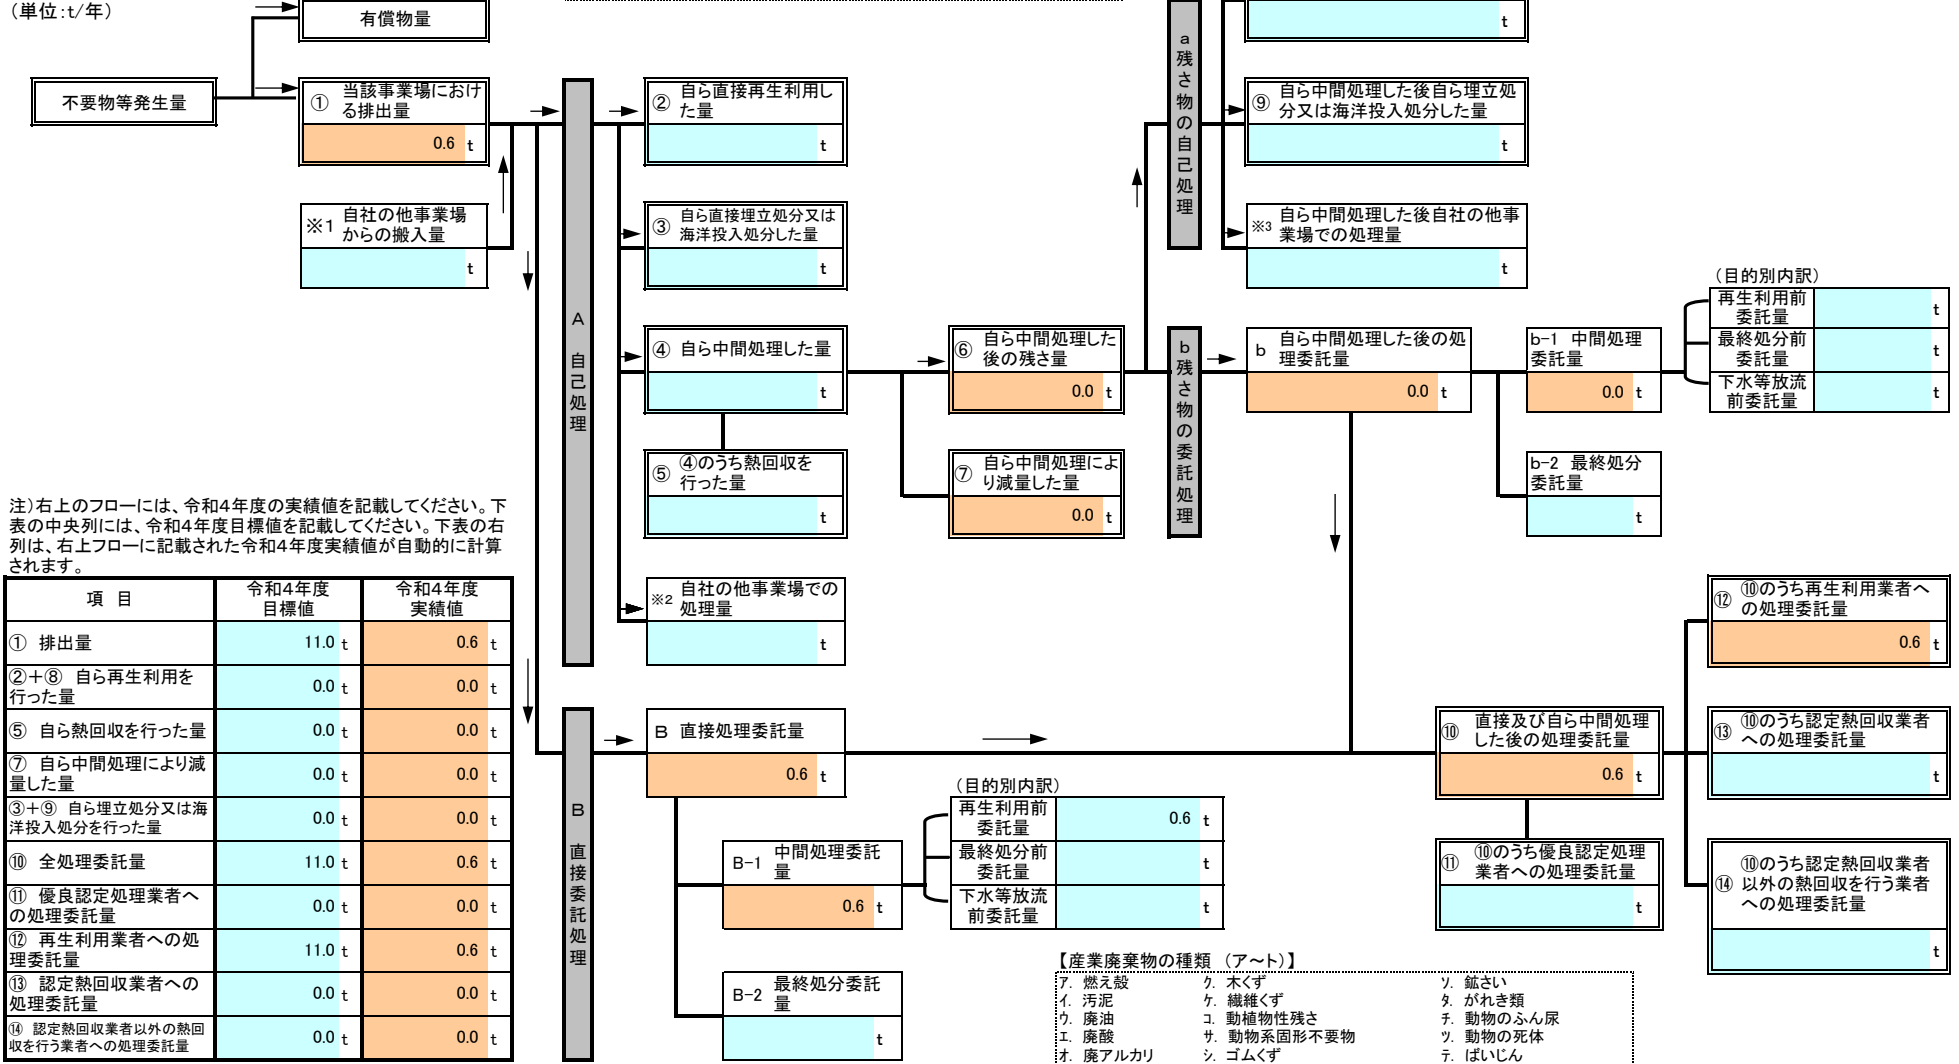 (単位:t/年)
有償物量
t
不要物等発生量
① 当該事業場におけ
る排出量
0.6 t
※1 自社の他事業場
からの搬入量
t
A 自己処理
② 自ら直接再生利用し
た量
t
③ 自ら直接埋立処分又は
海洋投入処分した量
t
④ 自ら中間処理した量
t
⑤ ④のうち熱回収を
行った量
t
※2 自社の他事業場での
処理量
t
⑥ 自ら中間処理した
後の残さ量
0.0 t
⑦ 自ら中間処理によ
り減量した量
0.0 t
a残さ物の自己処理
⑨ 自ら中間処理した後自ら埋立処
分又は海洋投入処分した量
t
※3 自ら中間処理した後自社の他事
業場での処理量
t
b残さ物の委託処理
b 自ら中間処理した後の処
理委託量
0.0 t
b-1 中間処理
委託量
0.0 t
b-2 最終処分
委託量
t
(目的別内訳)
再生利用前
委託量 t
最終処分前
委託量 t
下水等放流
前委託量 t
注)右上のフローには、令和4年度の実績値を記載してください。下
表の中央列には、令和4年度目標値を記載してください。下表の右
列は、右上フローに記載された令和4年度実績値が自動的に計算
されます。
項 目 令和4年度
目標値 令和4年度
実績値
① 排出量 11.0 t 0.6 t
②+⑧ 自ら再生利用を
行った量 0.0 t 0.0 t
⑤ 自ら熱回収を行った量 0.0 t 0.0 t
⑦ 自ら中間処理により減
量した量 0.0 t 0.0 t
③+⑨ 自ら埋立処分又は海
洋投入処分を行った量 0.0 t 0.0 t
⑩ 全処理委託量 11.0 t 0.6 t
⑪ 優良認定処理業者へ
の処理委託量 0.0 t 0.0 t
⑫ 再生利用業者への処
理委託量 11.0 t 0.6 t
⑬ 認定熱回収業者への
処理委託量 0.0 t 0.0 t
⑭ 認定熱回収業者以外の熱回
収を行う業者への処理委託量 0.0 t 0.0 t
B 直接委託処理
B 直接処理委託量
0.6 t
B-1 中間処理委託
量
0.6 t
B-2 最終処分委託
量
t
(目的別内訳)
再生利用前
委託量 0.6 t
最終処分前
委託量 t
下水等放流
前委託量 t
⑩ 直接及び自ら中間処理
した後の処理委託量
0.6 t
⑪ ⑩のうち優良認定処理
業者への処理委託量
t
⑫ ⑩のうち再生利用業者へ
の処理委託量
0.6 t
⑬ ⑩のうち認定熱回収業者
への処理委託量
t
⑭ ⑩のうち認定熱回収業者
以外の熱回収を行う業者
への処理委託量
t
【産業廃棄物の種類 (ア~ト)】
ア. 燃え殻 ク. 木くず ソ. 鉱さい
イ. 汚泥 ケ. 繊維くず タ. がれき類
ウ. 廃油 コ. 動植物性残さ チ. 動物のふん尿
エ. 廃酸 サ. 動物系固形不要物 ツ. 動物の死体
オ. 廃アルカリ シ. ゴムくず テ. ばいじん